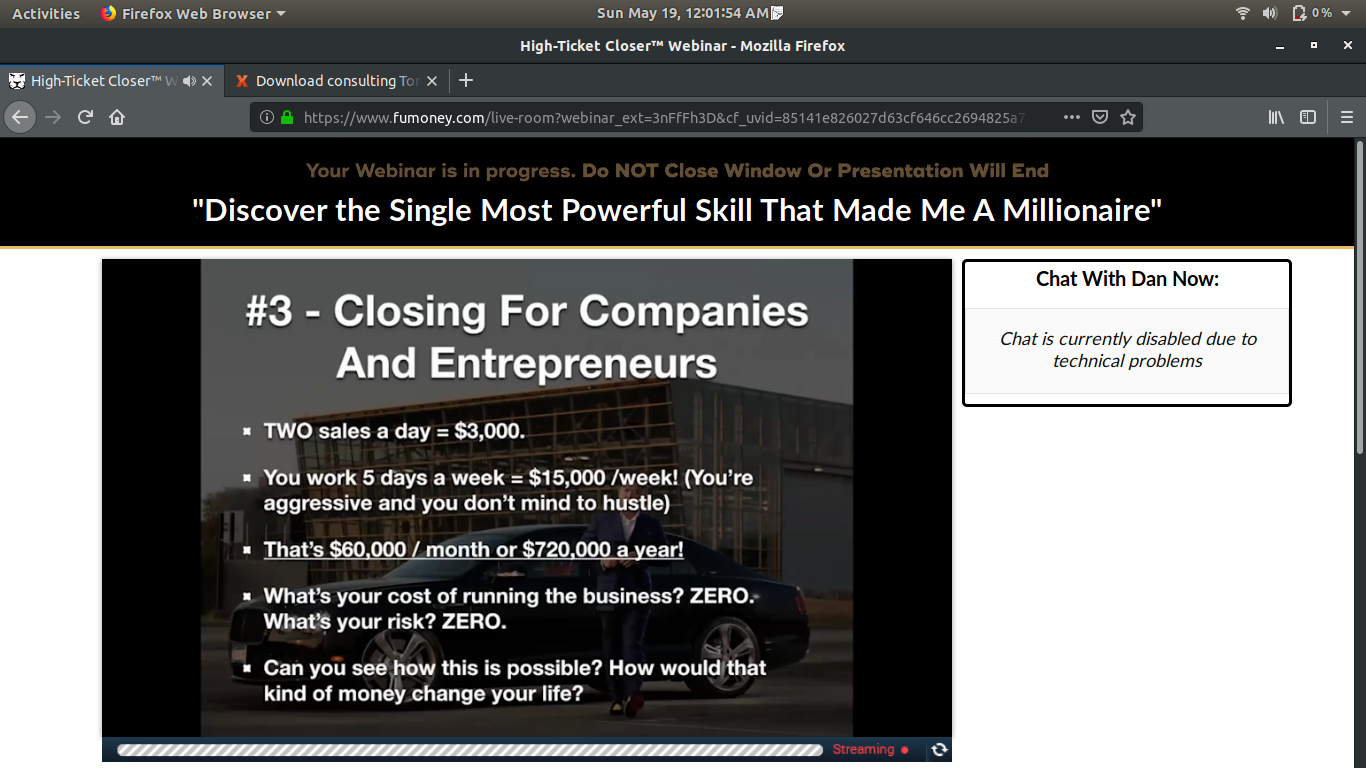 Activities
Firefox Web Browser
Sun May 19, 12:01:54 AM
0 %
High-Ticket Closer™ Webinar - Mozilla Firefox
High-Ticket Closer™ W
Download consulting Tor
https://www.fumoney.com/live-room?webinar_ext=3nFfFh3D&cf_uvid=85141e826027d63cf646cc2694825a7
Your Webinar is in progress. Do NOT Close Window Or Presentation Will End
"Discover the Single Most Powerful Skill That Made Me A Millionaire"
#3 - Closing For Companies
And Entrepreneurs
TWO sales a day = $3,000.
You work 5 days a week = $15,000 /week! (You’re
aggressive and you don’t mind to hustle)
That’s $60,000 / month or $720,000 a year!
What’s your cost of running the business? ZERO.
What’s your risk? ZERO.
Can you see how this is possible? How would that
kind of money change your life?
Streaming
Chat With Dan Now:
Chat is currently disabled due to
technical problems